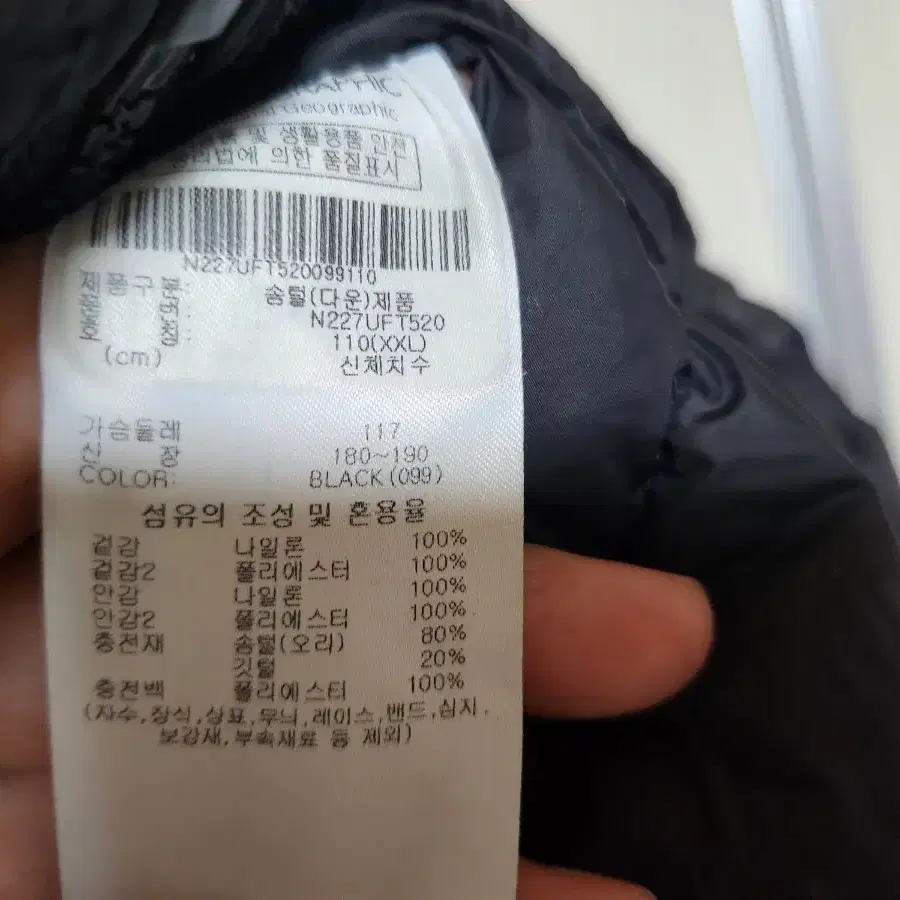 Geographic
및 생활용품 안전
법에 의한 품질표시
N227UFT520099110
제품구분: 솜털(다운)제품
제품명: N227UFT520
호칭: 110(XXL)
(cm) 신체치수
가슴둘레 117
신장 180~190
COLOR: BLACK(099)
섬유의 조성 및 혼용율
겉감 나일론 100%
겉감2 폴리에스터 100%
안감 나일론 100%
안감2 폴리에스터 100%
충전재 솜털(오리) 80%
깃털 20%
충전백 폴리에스터 100%
(자수,장식,상표,무늬,레이스,밴드,심지,
보강재,부속재료 등 제외)